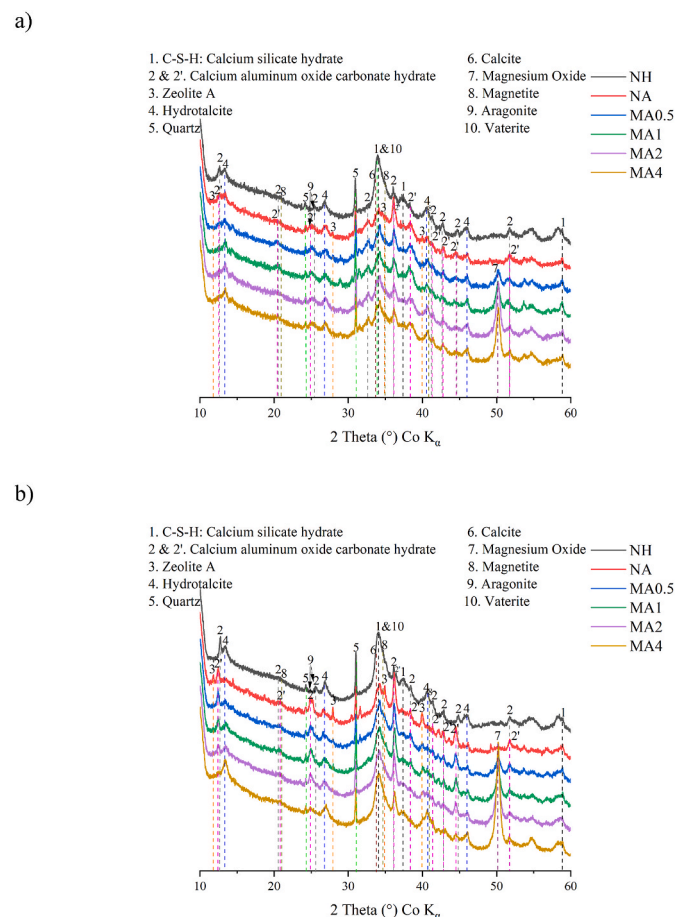 a)
1. C-S-H: Calcium silicate hydrate
2 & 2'. Calcium aluminum oxide carbonate hydrate
3. Zeolite A
4. Hydrotalcite
5. Quartz
6. Calcite
7. Magnesium Oxide
8. Magnetite
9. Aragonite
10. Vaterite
NH
NA
MA0.5
MA1
MA2
MA4
1&10
10 20 30 40 50 60
2 Theta (°) Co Kα
b)
1. C-S-H: Calcium silicate hydrate
2 & 2'. Calcium aluminum oxide carbonate hydrate
3. Zeolite A
4. Hydrotalcite
5. Quartz
6. Calcite
7. Magnesium Oxide
8. Magnetite
9. Aragonite
10. Vaterite
NH
NA
MA0.5
MA1
MA2
MA4
1&10
10 20 30 40 50 60
2 Theta (°) Co Kα